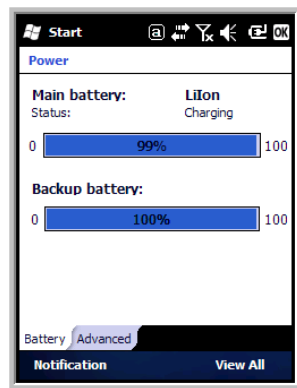 Start a OK
Power
Main battery: LiIon
Status: Charging
0 99% 100
Backup battery:
0 100% 100
Battery Advanced
Notification View All